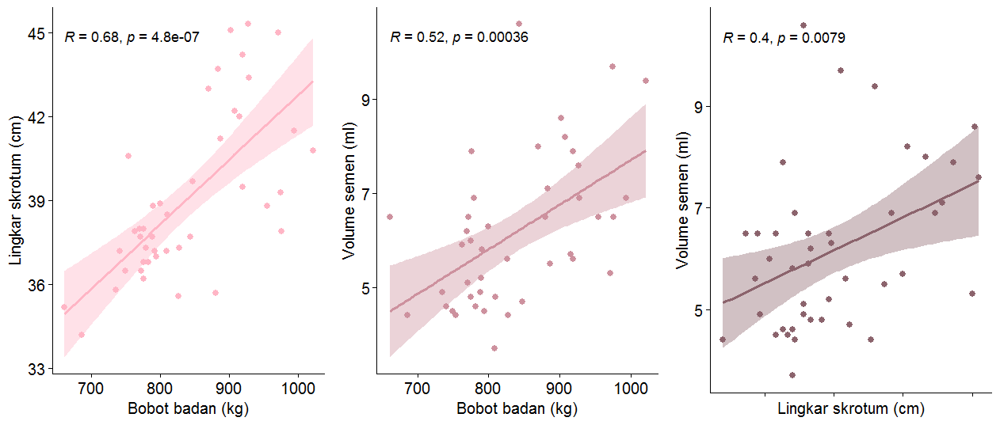 R = 0.68, p = 4.8e-07
45
42
39
36
33
Lingkar skrotum (cm)
700 800 900 1000
Bobot badan (kg)
R = 0.52, p = 0.00036
9
7
5
Volume semen (ml)
700 800 900 1000
Bobot badan (kg)
R = 0.4, p = 0.0079
9
7
5
Volume semen (ml)
Lingkar skrotum (cm)